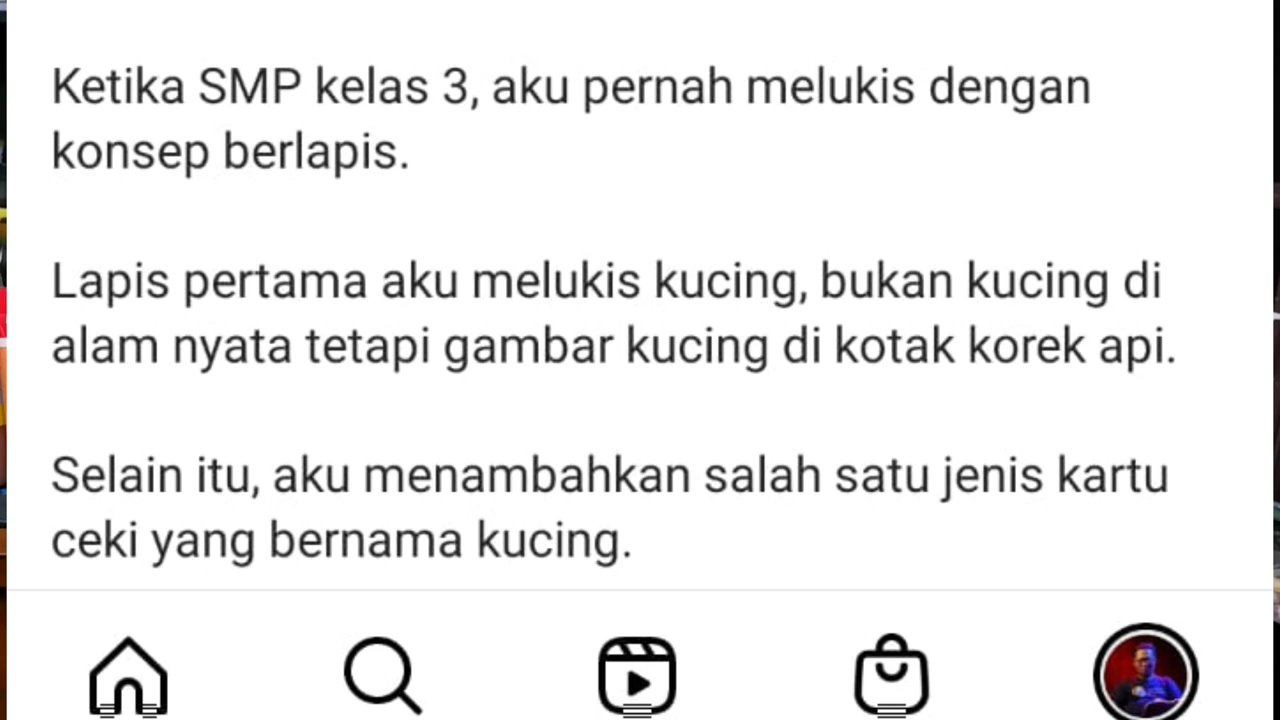 Ketika SMP kelas 3, aku pernah melukis dengan
konsep berlapis.
Lapis pertama aku melukis kucing, bukan kucing di
alam nyata tetapi gambar kucing di kotak korek api.
Selain itu, aku menambahkan salah satu jenis kartu
ceki yang bernama kucing.